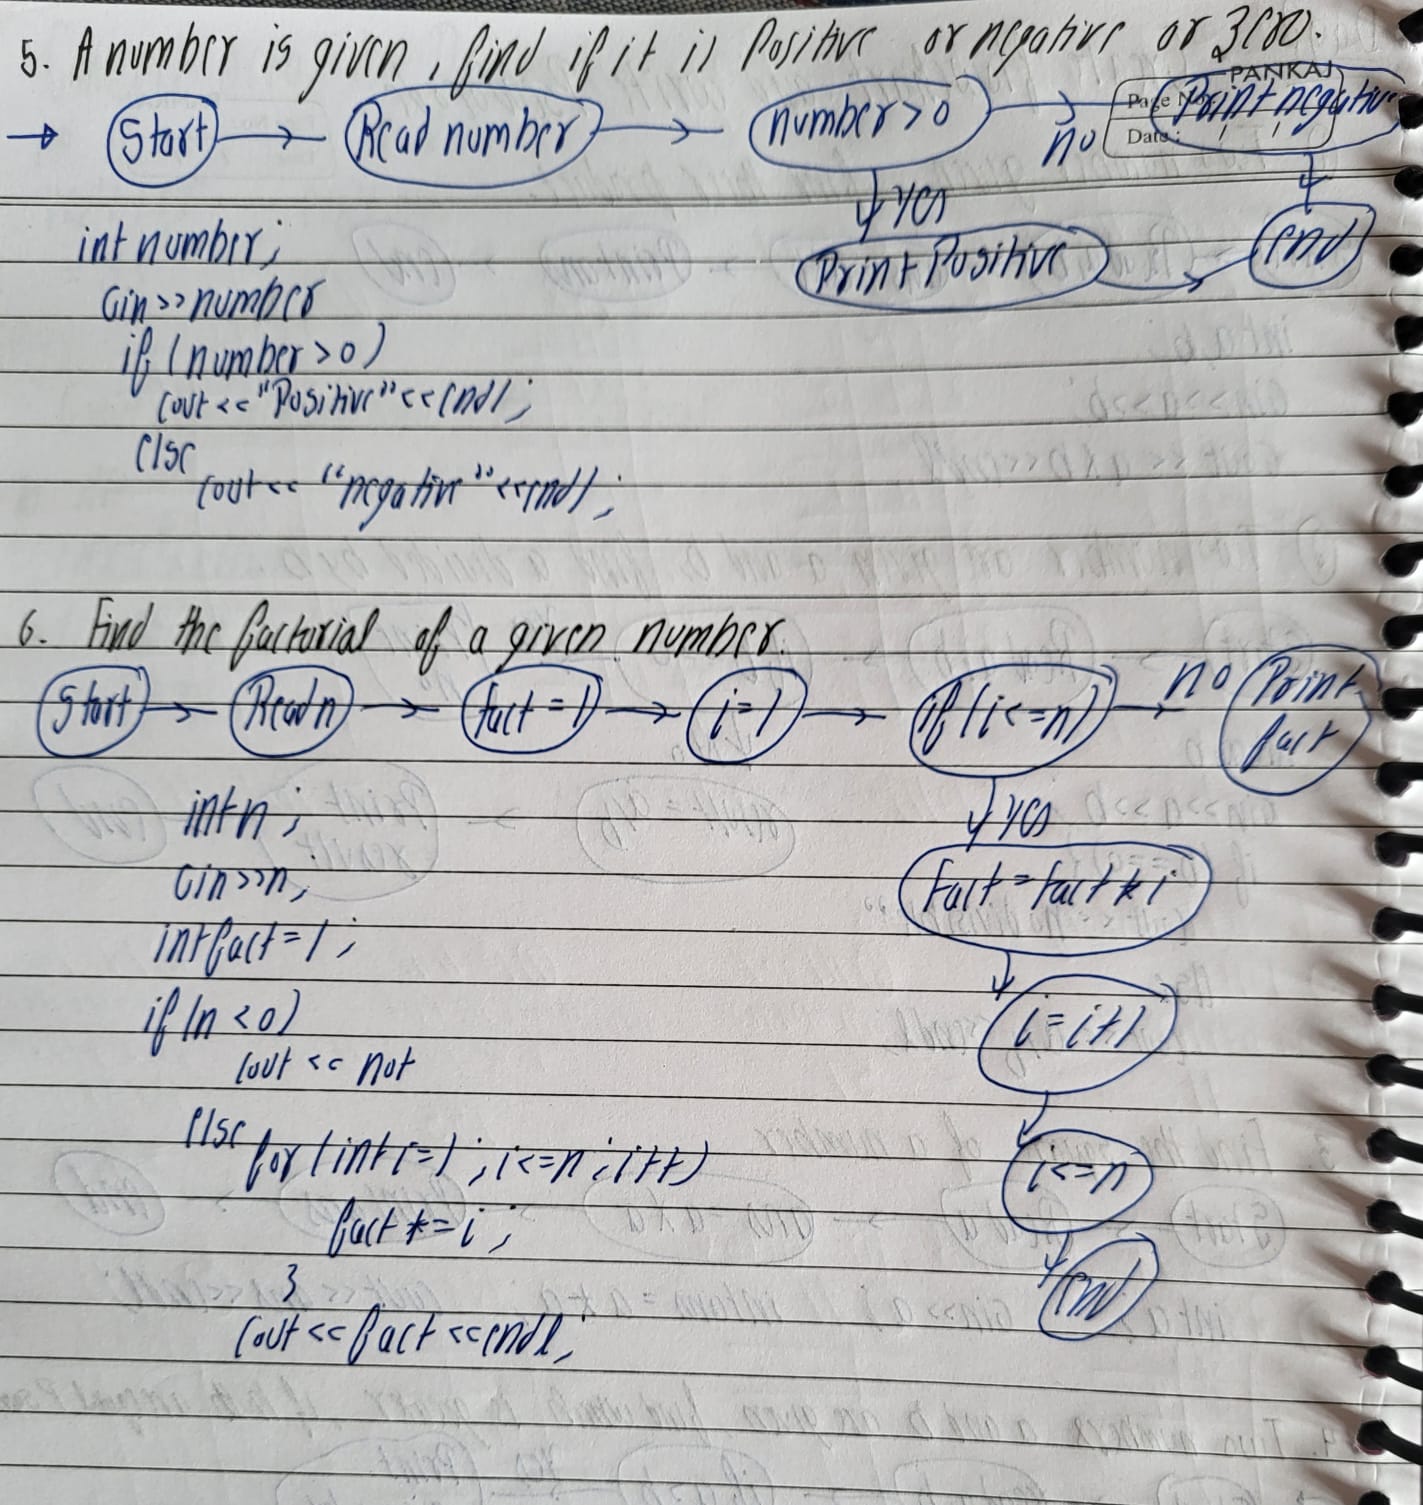 5. A number is given, find if it is Positive or negative or zero.
PANKAJ
Page No
Date: / /
Start → Read number → number>0 → no Print negative
↓ yes ↓
Print Positive → end
int number;
Cin>>number
if (number>0)
Cout<<"Positive"<<endl;
else
Cout<< "negative"<<endl;
6. Find the factorial of a given number.
Start → Read n → fact=1 → i=1 → if(i<=n) → no Print fact
↓ yes
int n;
Cin>>n;
Fact=fact*i
int fact=1;
if (n<0)
i=i+1
Cout << not
else
for(int i=1; i<=n; i++)
i<=n
fact*=i;
}
end
Cout<<fact<<endl;